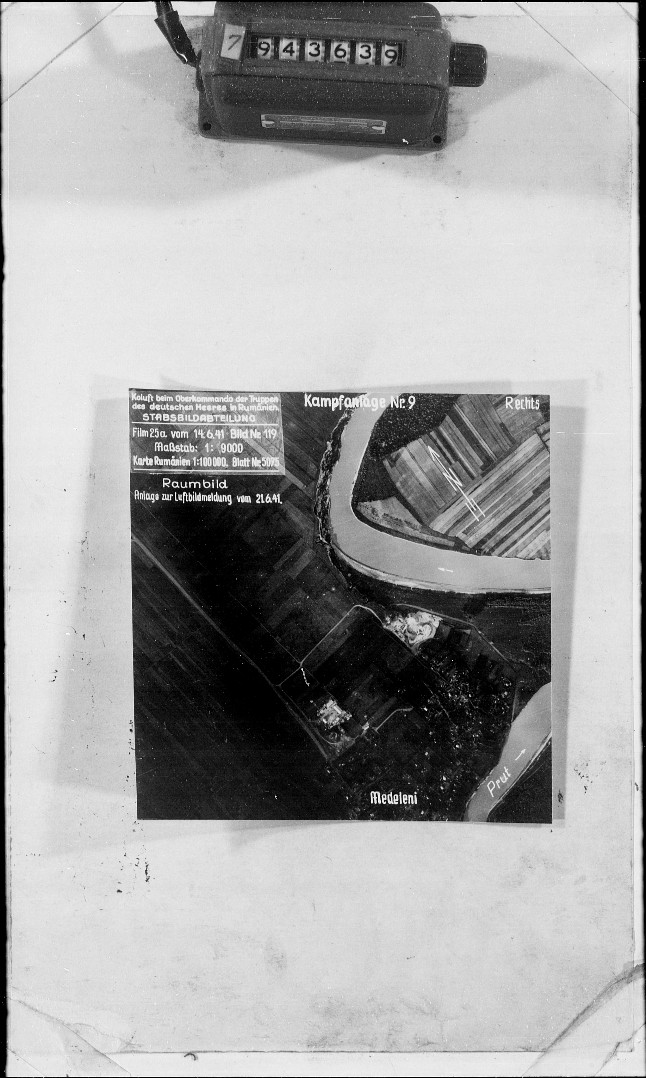 7 943639
Koluft beim Oberkommando der Truppen
des deutschen Heeres in Rumänien.
STABSBILDABTEILUNG
Film 25a vom 14.6.41 Bild Nr. 119
Maßstab: 1: 9000
Karte Rumänien 1:100000, Blatt Nr. 5075
Raumbild
Anlage zur Luftbildmeldung vom 21.6.41.
Kampfanlage Nr. 9
Rechts
N
Prut
Medeleni